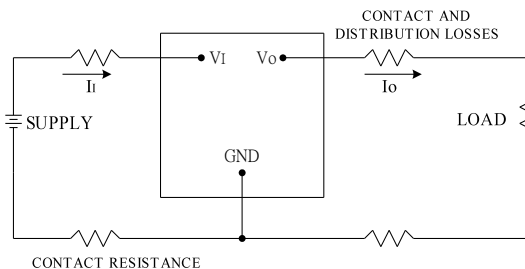 CONTACT AND
DISTRIBUTION LOSSES
VI
VO
II
IO
SUPPLY
LOAD
GND
CONTACT RESISTANCE